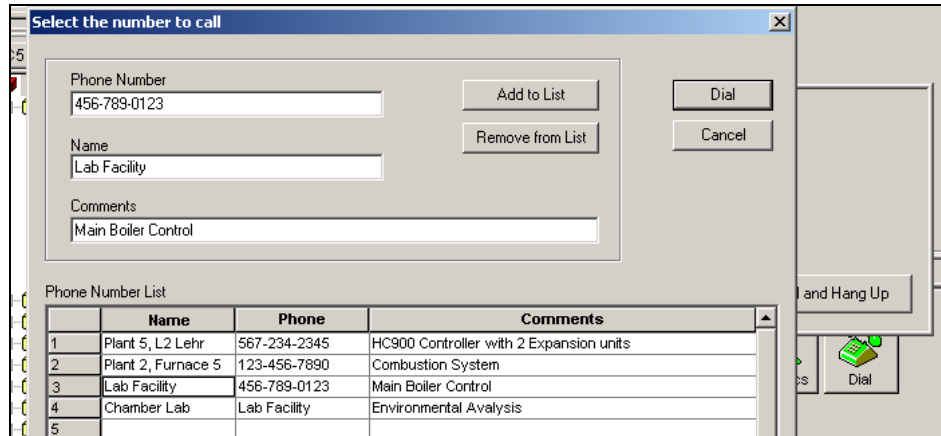 Select the number to call
Phone Number
456-789-0123
Add to List
Dial
Remove from List
Cancel
Name
Lab Facility
Comments
Main Boiler Control
Phone Number List
and Hang Up
Name Phone Comments
1 Plant 5, L2 Lehr 567-234-2345 HC900 Controller with 2 Expansion units
2 Plant 2, Furnace 5 123-456-7890 Combustion System
3 Lab Facility 456-789-0123 Main Boiler Control
4 Chamber Lab Lab Facility Environmental Avalysis
5
Dial